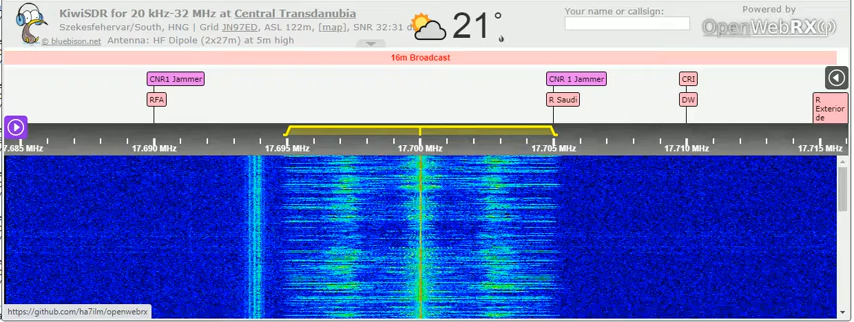 KiwiSDR for 20 kHz-32 MHz at Central Transdanubia
Szekesfehervar/South, HNG | Grid JN97ED, ASL 122m, [map], SNR 32:31 d
© bluebison.net Antenna: HF Dipole (2x27m) at 5m high
21°
Your name or callsign:
Powered by
OpenWebRX
16m Broadcast
CNR1 Jammer
CNR 1 Jammer
CRI
RFA
R Saudi
DW
R
Exterior
de
7.685 MHz
17.690 MHz
17.695 MHz
17.700 MHz
17.705 MHz
17.710 MHz
17.715 MHz
https://github.com/ha7ilm/openwebrx